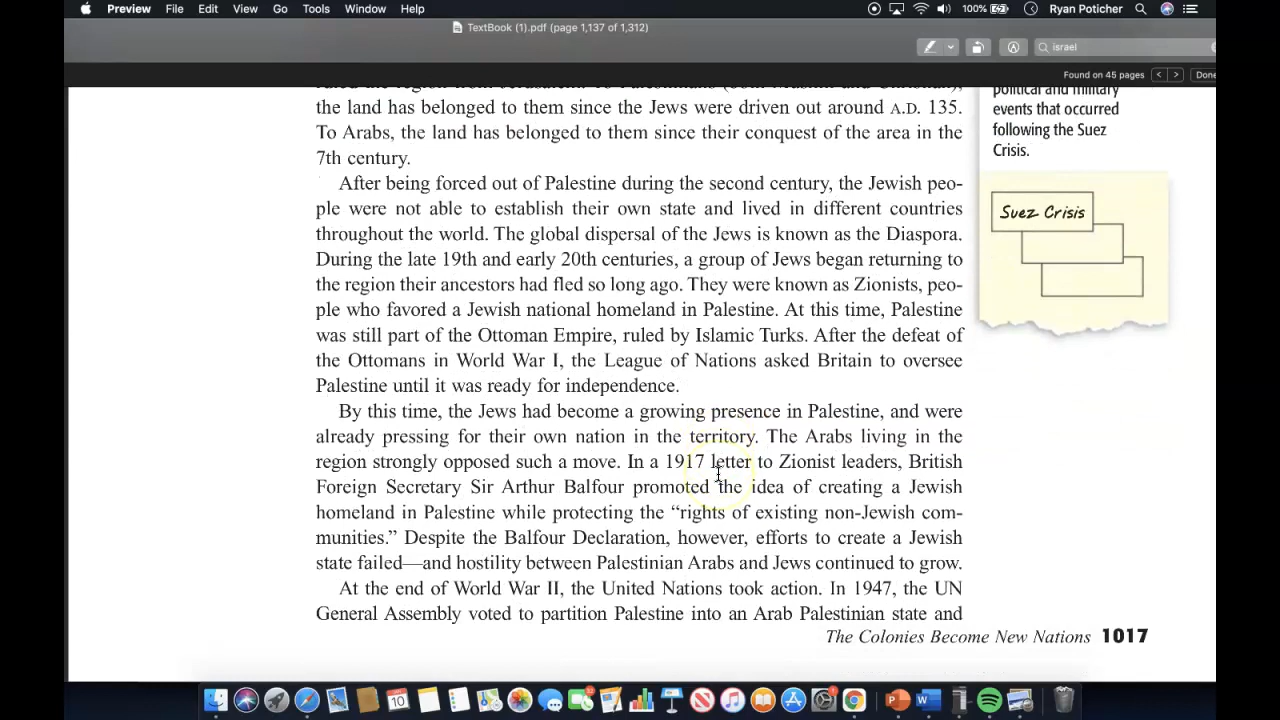 Preview File Edit View Go Tools Window Help 100% Ryan Poticher
TextBook (1).pdf (page 1,137 of 1,312)
israel
Found on 45 pages < > Done
ruled the region from Jerusalem. To Palestinians (both Muslim and Christian),
the land has belonged to them since the Jews were driven out around A.D. 135.
To Arabs, the land has belonged to them since their conquest of the area in the
7th century.
After being forced out of Palestine during the second century, the Jewish peo-
ple were not able to establish their own state and lived in different countries
throughout the world. The global dispersal of the Jews is known as the Diaspora.
During the late 19th and early 20th centuries, a group of Jews began returning to
the region their ancestors had fled so long ago. They were known as Zionists, peo-
ple who favored a Jewish national homeland in Palestine. At this time, Palestine
was still part of the Ottoman Empire, ruled by Islamic Turks. After the defeat of
the Ottomans in World War I, the League of Nations asked Britain to oversee
Palestine until it was ready for independence.
By this time, the Jews had become a growing presence in Palestine, and were
already pressing for their own nation in the territory. The Arabs living in the
region strongly opposed such a move. In a 1917 letter to Zionist leaders, British
Foreign Secretary Sir Arthur Balfour promoted the idea of creating a Jewish
homeland in Palestine while protecting the “rights of existing non-Jewish com-
munities.” Despite the Balfour Declaration, however, efforts to create a Jewish
state failed—and hostility between Palestinian Arabs and Jews continued to grow.
At the end of World War II, the United Nations took action. In 1947, the UN
General Assembly voted to partition Palestine into an Arab Palestinian state and
The Colonies Become New Nations 1017
political and military
events that occurred
following the Suez
Crisis.
Suez Crisis
10